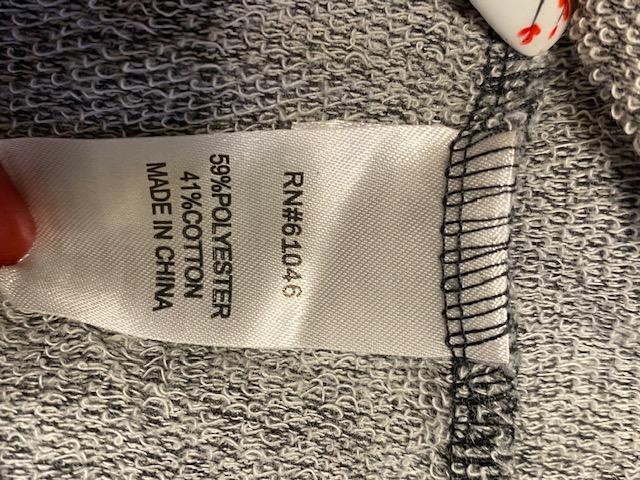 RN#61046
59%POLYESTER
41%COTTON
MADE IN CHINA